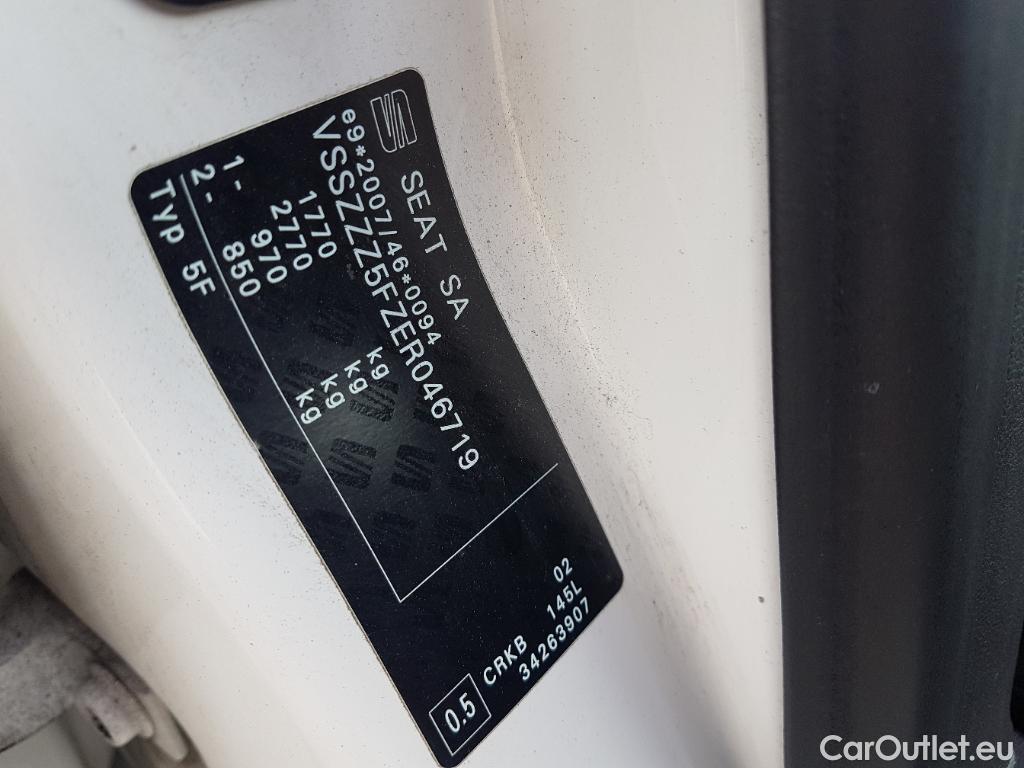 SEAT SA
e9*2007/46*0094
VSSZZZ5FZER046719
1770 kg
2770 kg
1- 970 kg
2- 850 kg
Typ 5F
02
145L
34263907
CRKB
0.5
CarOutlet.eu